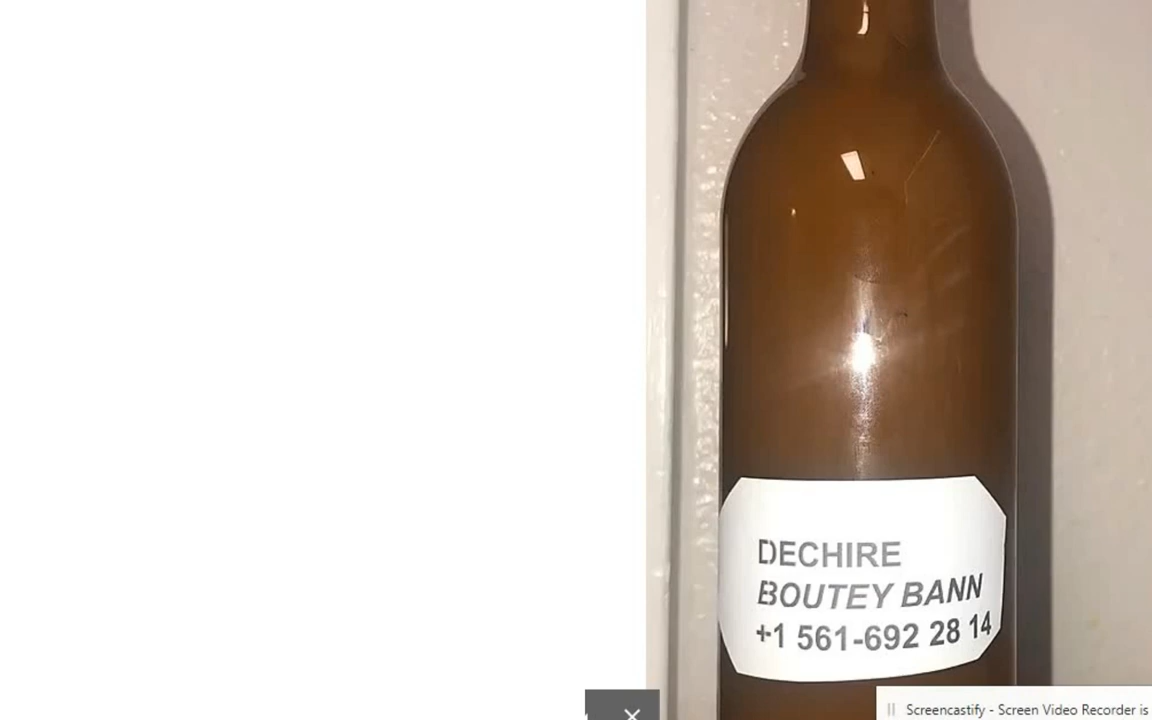 DECHIRE
BOUTEY BANN
+1 561-692 28 14
Screencastify - Screen Video Recorder is